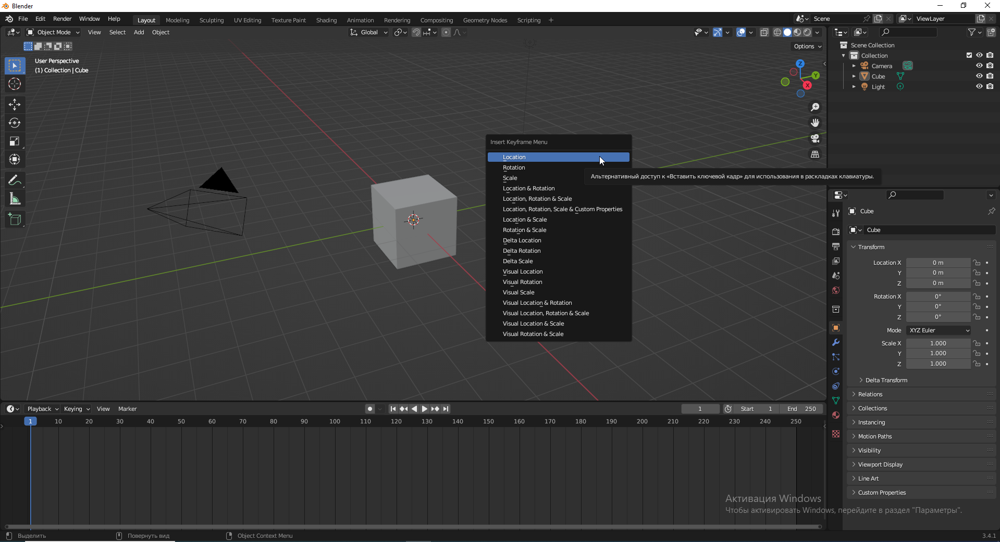 Blender
File Edit Render Window Help Layout Modeling Sculpting UV Editing Texture Paint Shading Animation Rendering Compositing Geometry Nodes Scripting + Scene ViewLayer
Object Mode View Select Add Object Global
Options
User Perspective
(1) Collection | Cube
Z
Y
X
Insert Keyframe Menu
Location
Rotation
Scale
Location & Rotation
Location, Rotation & Scale
Location, Rotation, Scale & Custom Properties
Location & Scale
Rotation & Scale
Delta Location
Delta Rotation
Delta Scale
Visual Location
Visual Rotation
Visual Scale
Visual Location & Rotation
Visual Location, Rotation & Scale
Visual Location & Scale
Visual Rotation & Scale
Альтернативный доступ к «Вставить ключевой кадр» для использования в раскладках клавиатуры.
Scene Collection
Collection
Camera
Cube
Light
Cube
Cube
Transform
Location X 0 m
Y 0 m
Z 0 m
Rotation X 0°
Y 0°
Z 0°
Mode XYZ Euler
Scale X 1.000
Y 1.000
Z 1.000
Delta Transform
Relations
Collections
Instancing
Motion Paths
Visibility
Viewport Display
Line Art
Custom Properties
Playback Keying View Marker 1 Start 1 End 250
1 10 20 30 40 50 60 70 80 90 100 110 120 130 140 150 160 170 180 190 200 210 220 230 240 250
Активация Windows
Чтобы активировать Windows, перейдите в раздел "Параметры".
Выделить Повернуть вид Object Context Menu 3.4.1